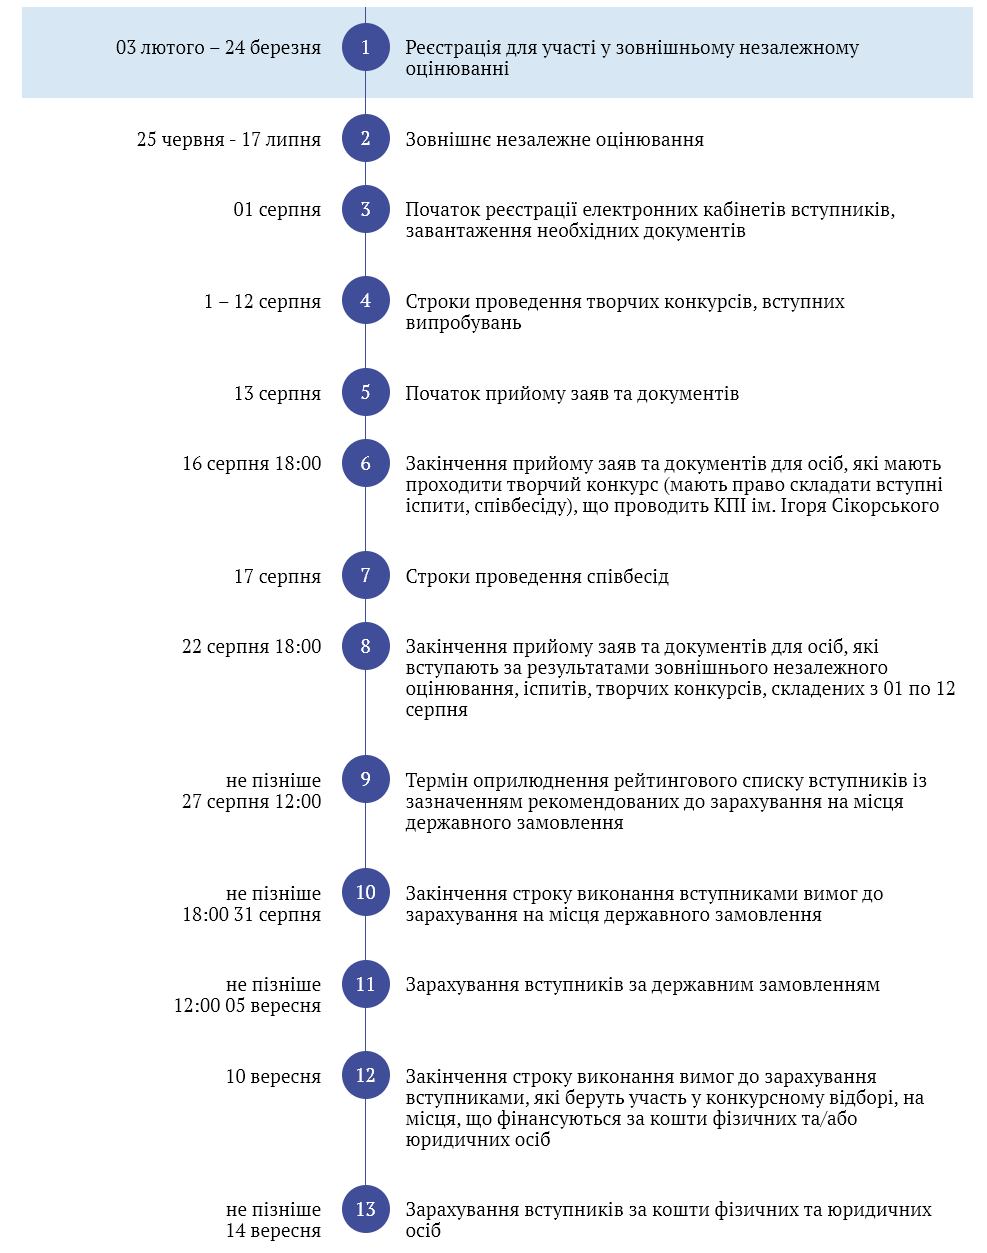 03 лютого – 24 березня
1
Реєстрація для участі у зовнішньому незалежному
оцінюванні
25 червня - 17 липня
2
Зовнішнє незалежне оцінювання
01 серпня
3
Початок реєстрації електронних кабінетів вступників,
завантаження необхідних документів
1 – 12 серпня
4
Строки проведення творчих конкурсів, вступних
випробувань
13 серпня
5
Початок прийому заяв та документів
16 серпня 18:00
6
Закінчення прийому заяв та документів для осіб, які мають
проходити творчий конкурс (мають право складати вступні
іспити, співбесіду), що проводить КПІ ім. Ігоря Сікорського
17 серпня
7
Строки проведення співбесід
22 серпня 18:00
8
Закінчення прийому заяв та документів для осіб, які
вступають за результатами зовнішнього незалежного
оцінювання, іспитів, творчих конкурсів, складених з 01 по 12
серпня
не пізніше
27 серпня 12:00
9
Термін оприлюднення рейтингового списку вступників із
зазначенням рекомендованих до зарахування на місця
державного замовлення
не пізніше
18:00 31 серпня
10
Закінчення строку виконання вступниками вимог до
зарахування на місця державного замовлення
не пізніше
12:00 05 вересня
11
Зарахування вступників за державним замовленням
10 вересня
12
Закінчення строку виконання вимог до зарахування
вступниками, які беруть участь у конкурсному відборі, на
місця, що фінансуються за кошти фізичних та/або
юридичних осіб
не пізніше
14 вересня
13
Зарахування вступників за кошти фізичних та юридичних
осіб